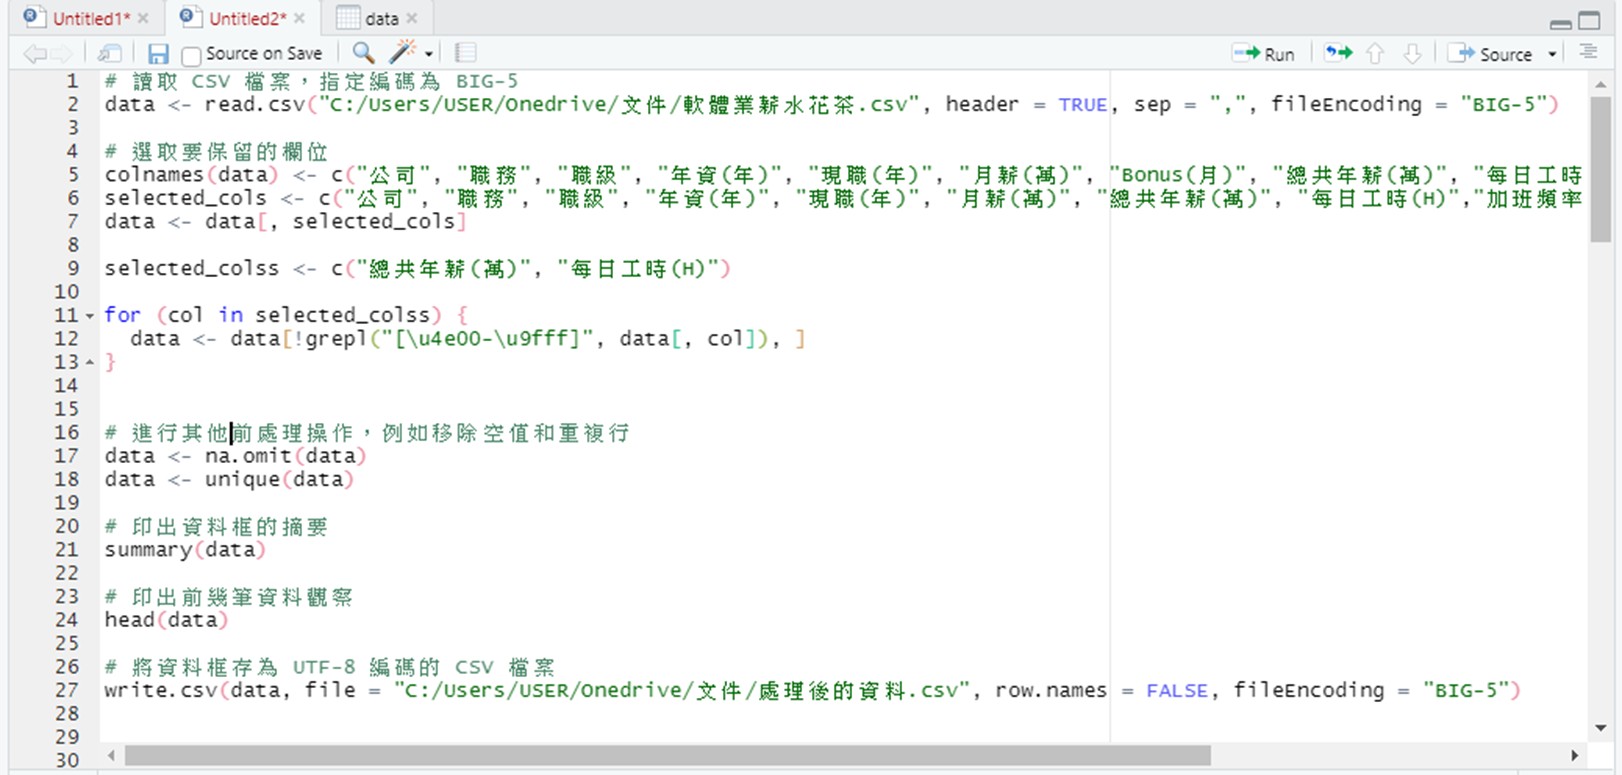 Untitled1* Untitled2* data
Source on Save Run Source
1 # 讀取 CSV 檔案，指定編碼為 BIG-5
2 data <- read.csv("C:/Users/USER/Onedrive/文件/軟體業薪水花茶.csv", header = TRUE, sep = ",", fileEncoding = "BIG-5")
3
4 # 選取要保留的欄位
5 colnames(data) <- c("公司", "職務", "職級", "年資(年)", "現職(年)", "月薪(萬)", "Bonus(月)", "總共年薪(萬)", "每日工時
6 selected_cols <- c("公司", "職務", "職級", "年資(年)", "現職(年)", "月薪(萬)", "總共年薪(萬)", "每日工時(H)","加班頻率
7 data <- data[, selected_cols]
8
9 selected_colss <- c("總共年薪(萬)", "每日工時(H)")
10
11 for (col in selected_colss) {
12 data <- data[!grepl("[\u4e00-\u9fff]", data[, col]), ]
13 }
14
15
16 # 進行其他前處理操作，例如移除空值和重複行
17 data <- na.omit(data)
18 data <- unique(data)
19
20 # 印出資料框的摘要
21 summary(data)
22
23 # 印出前幾筆資料觀察
24 head(data)
25
26 # 將資料框存為 UTF-8 編碼的 CSV 檔案
27 write.csv(data, file = "C:/Users/USER/Onedrive/文件/處理後的資料.csv", row.names = FALSE, fileEncoding = "BIG-5")
28
29
30